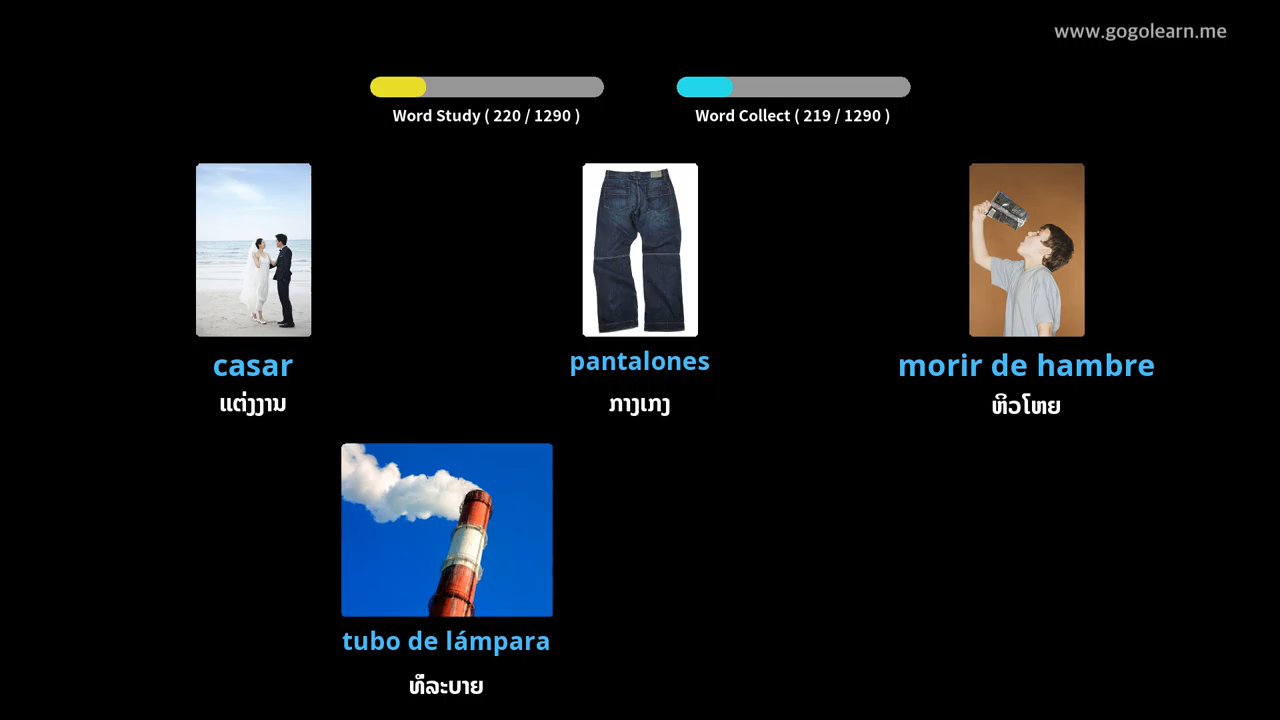 www.gogolearn.me
Word Study ( 220 / 1290 )
Word Collect ( 219 / 1290 )
casar
ແຕ່ງງານ
pantalones
ກາງເກງ
morir de hambre
ຫິວໂຫຍ
tubo de lámpara
ທໍ່ລະບາຍ